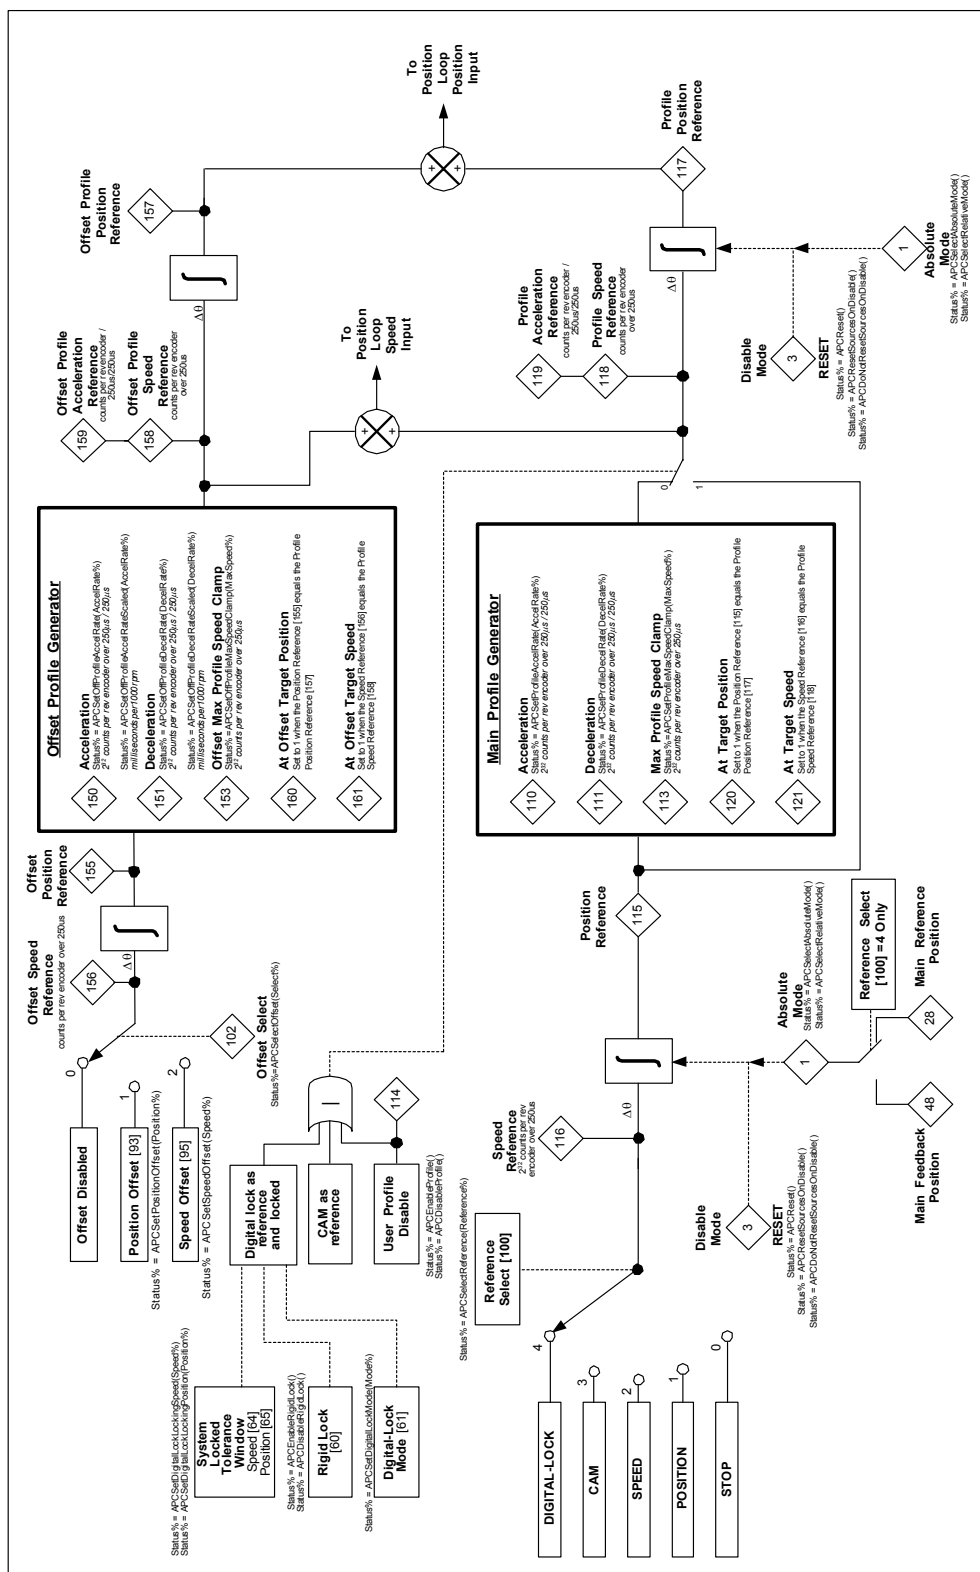 Offset Disabled
0
Position Offset [93]
1
Status% = APCSetPositionOffset(Position%)
Speed Offset [95]
2
Status% = APCSetSpeedOffset(Speed%)
Offset Speed
Reference
counts per rev encoder over 250us
156
Δθ
∫
Offset
Position
Reference
155
102
Offset Select
Status%=APCSelectOffset(Select%)
Offset Profile Generator
150
Acceleration
Status% = APCSetOffProfileAccelRate(AccelRate%)
2³² counts per rev encoder over 250µs / 250µs
Status% = APCSetOffProfileAccelRateScaled(AccelRate%)
milliseconds per1000rpm
151
Deceleration
Status% = APCSetOffProfileDecelRate(DecelRate%)
2³² counts per rev encoder over 250µs / 250µs
Status% = APCSetOffProfileDecelRateScaled(DecelRate%)
milliseconds per1000rpm
153
Offset Max Profile Speed Clamp
Status%=APCSetOffProfileMaxSpeedClamp(MaxSpeed%)
2³² counts per rev encoder over 250µs
160
At Offset Target Position
Set to 1 when the Position Reference [155] equals the Profile
Position Reference [157]
161
At Offset Target Speed
Set to 1 when the Speed Reference [156] equals the Profile
Speed Reference [158]
Offset Profile
Acceleration
Reference
counts per rev encoder /
250us/250us
159
Offset Profile
Speed
Reference
counts per rev encoder
over 250us
158
Δθ
∫
Offset Profile
Position
Reference
157
To
Position
Loop
Speed
Input
+
+
To
Position
Loop
Position
Input
+
+
Status% = APCSetDigitalLockLockingSpeed(Speed%)
Status% = APCSetDigitalLockLockingPosition(Position%)
System
Locked
Tolerance
Window
Speed [64]
Position [65]
Status% = APCEnableRigidLock()
Status% = APCDisableRigidLock()
Rigid Lock
[60]
Status% = APCSetDigitalLockMode(Mode%)
Digital-Lock
Mode [61]
Digital lock as
reference
and locked
CAM as
reference
User Profile
Disable
Status% = APCEnableProfile()
Status% = APCDisableProfile()
|
114
Status% = APCSelectReference(Reference%)
Reference
Select [100]
DIGITAL-LOCK
4
CAM
3
SPEED
2
POSITION
1
STOP
0
Speed
Reference
2³² counts per rev
encoder over 250us
116
Δθ
∫
Position
Reference
115
Disable
Mode
3
RESET
Status% = APCReset()
Status% = APCResetSourcesOnDisable()
Status% = APCDoNotResetSourcesOnDisable()
Absolute
Mode
Status% = APCSelectAbsoluteMode()
Status% = APCSelectRelativeMode()
1
Reference Select
[100] = 4 Only
48
Main Feedback
Position
28
Main Reference
Position
Main Profile Generator
110
Acceleration
Status% = APCSetProfileAccelRate(AccelRate%)
2³² counts per rev encoder over 250µs / 250µs
111
Deceleration
Status% = APCSetProfileDecelRate(DecelRate%)
2³² counts per rev encoder over 250µs / 250µs
113
Max Profile Speed Clamp
Status%=APCSetProfileMaxSpeedClamp(MaxSpeed%)
2³² counts per rev encoder over 250µs
120
At Target Position
Set to 1 when the Position Reference [115] equals the Profile
Position Reference [117]
121
At Target Speed
Set to 1 when the Speed Reference [116] equals the Profile
Speed Reference [118]
0
1
Profile
Acceleration
Reference
counts per rev encoder /
250us/250us
119
Profile Speed
Reference
counts per rev encoder
over 250us
118
Δθ
∫
Profile
Position
Reference
117
Disable
Mode
3
RESET
Status% = APCReset()
Status% = APCResetSourcesOnDisable()
Status% = APCDoNotResetSourcesOnDisable()
1
Absolute
Mode
Status% = APCSelectAbsoluteMode()
Status% = APCSelectRelativeMode()